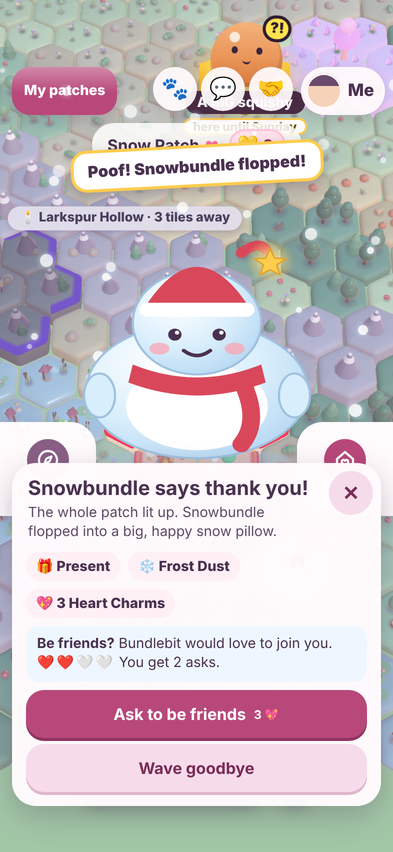 ?!
My patches
Me
squishy
here until Sunday
Snow Patch
Poof! Snowbundle flopped!
Larkspur Hollow · 3 tiles away
Snowbundle says thank you!
The whole patch lit up. Snowbundle
flopped into a big, happy snow pillow.
Present
Frost Dust
3 Heart Charms
Be friends? Bundlebit would love to join you.
You get 2 asks.
Ask to be friends 3
Wave goodbye